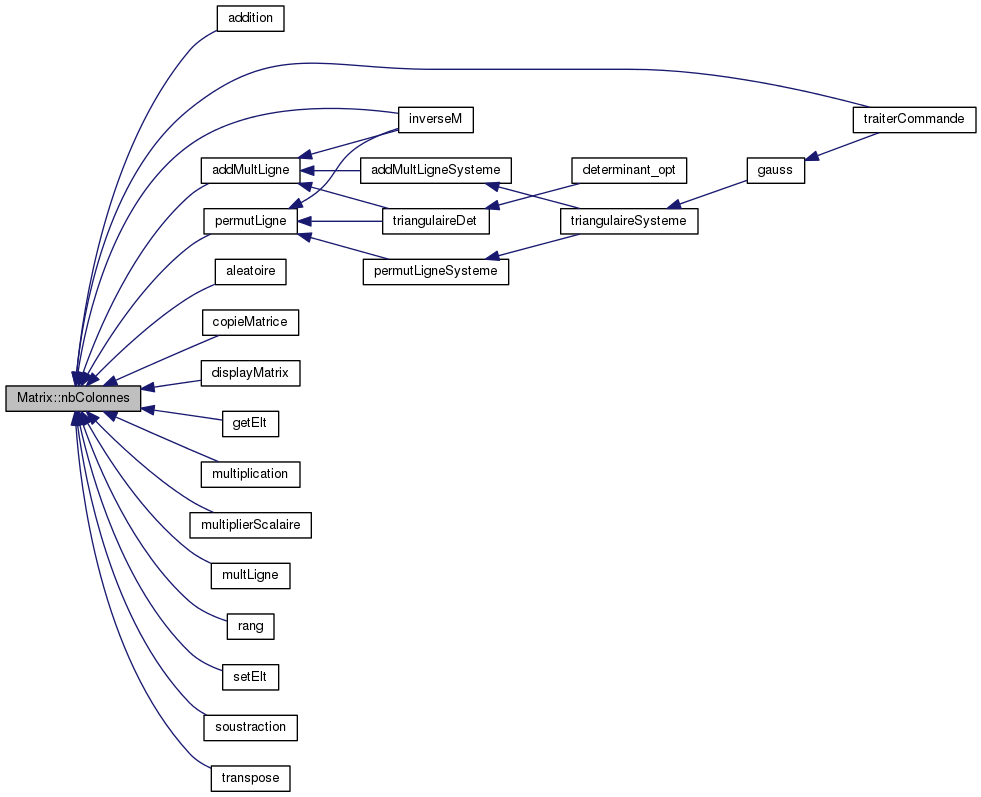 addition
traiterCommande
inverseM
addMultLigne
addMultLigneSysteme
determinant_opt
gauss
permutLigne
triangulaireDet
triangulaireSysteme
aleatoire
permutLigneSysteme
copieMatrice
displayMatrix
Matrix::nbColonnes
getElt
multiplication
multiplierScalaire
multLigne
rang
setElt
soustraction
transpose